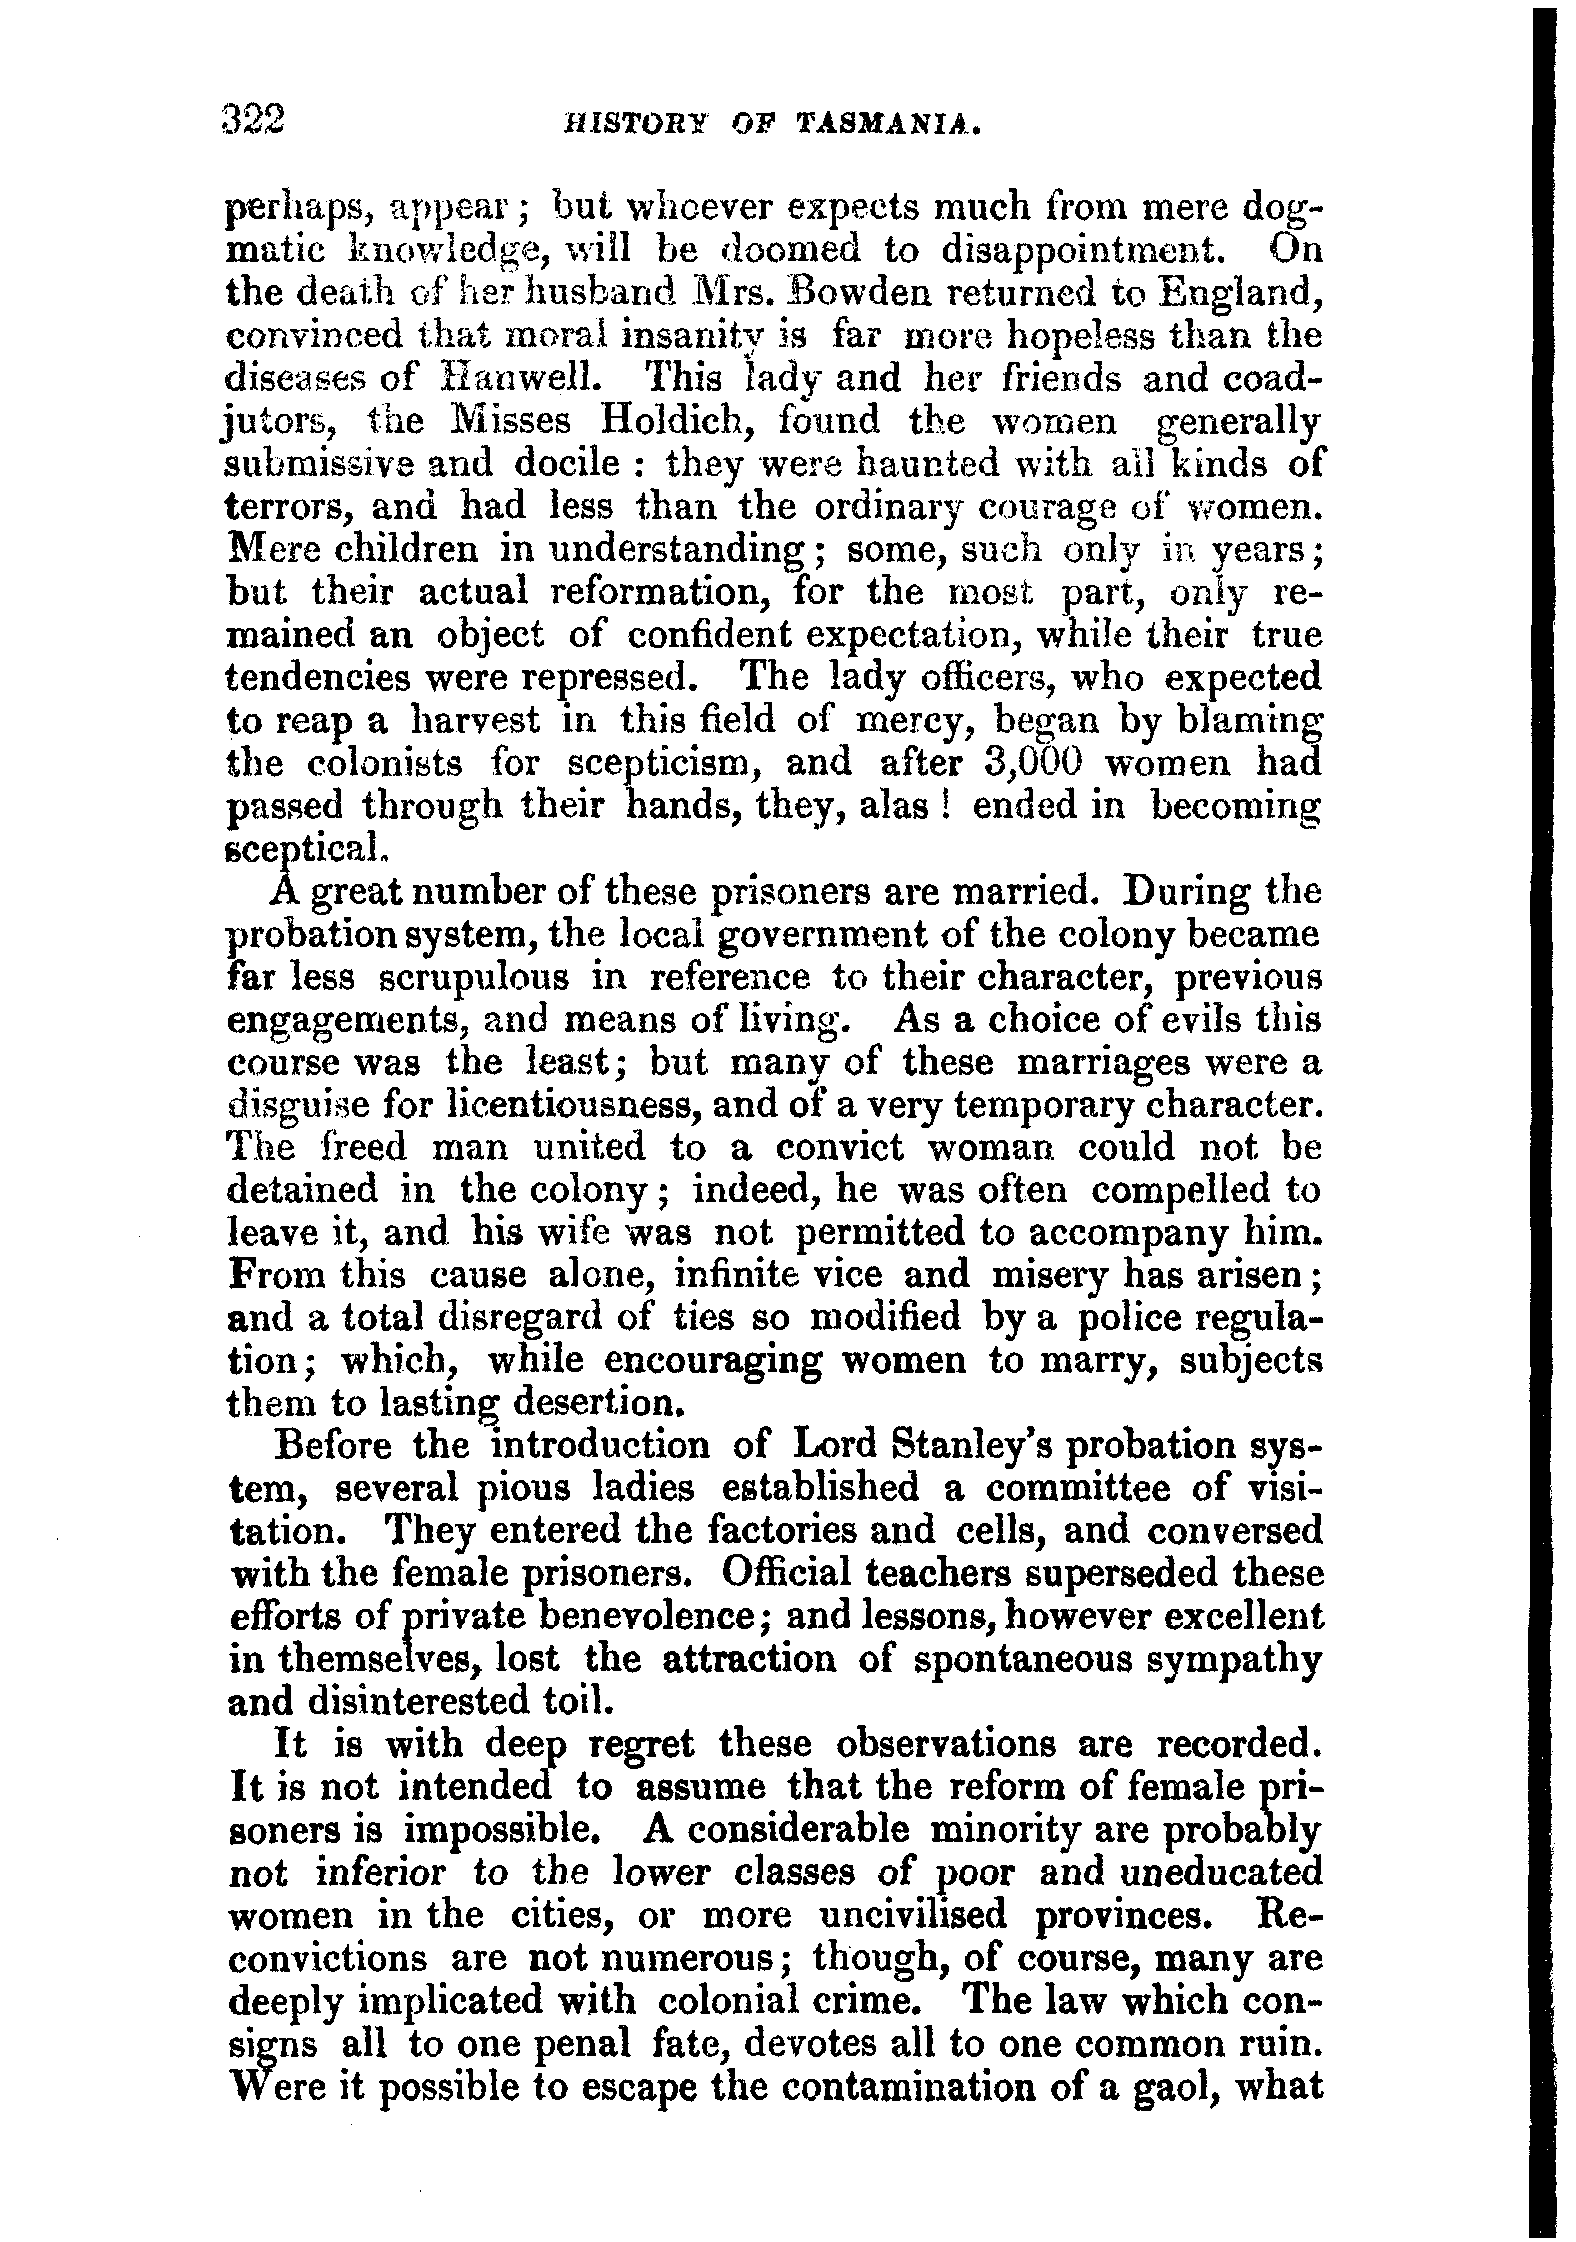 322 HISTORY OF TASMANIA.
perhaps, appear; but whoever expects much from mere dog-
matic knowledge, will be doomed to disappointment. On
the death of her husband Mrs. Bowden returned to England,
convinced that moral insanity is far more hopeless than the
diseases of Hanwell. This lady and her friends and coad-
jutors, the Misses Holdich, found the women generally
submissive and docile : they were haunted with all kinds of
terrors, and had less than the ordinary courage of women.
Mere children in understanding; some, such only in years;
but their actual reformation, for the most part, only re-
mained an object of confident expectation, while their true
tendencies were repressed. The lady officers, who expected
to reap a harvest in this field of mercy, began by blaming
the colonists for scepticism, and after 3,000 women had
passed through their hands, they, alas ! ended in becoming
sceptical.
A great number of these prisoners are married. During the
probation system, the local government of the colony became
far less scrupulous in reference to their character, previous
engagements, and means of living. As a choice of evils this
course was the least; but many of these marriages were a
disguise for licentiousness, and of a very temporary character.
The freed man united to a convict woman could not be
detained in the colony; indeed, he was often compelled to
leave it, and his wife was not permitted to accompany him.
From this cause alone, infinite vice and misery has arisen;
and a total disregard of ties so modified by a police regula-
tion; which, while encouraging women to marry, subjects
them to lasting desertion.
Before the introduction of Lord Stanley's probation sys-
tem, several pious ladies established a committee of visi-
tation. They entered the factories and cells, and conversed
with the female prisoners. Official teachers superseded these
efforts of private benevolence; and lessons, however excellent
in themselves, lost the attraction of spontaneous sympathy
and disinterested toil.
It is with deep regret these observations are recorded.
It is not intended to assume that the reform of female pri-
soners is impossible. A considerable minority are probably
not inferior to the lower classes of poor and uneducated
women in the cities, or more uncivilised provinces. Re-
convictions are not numerous; though, of course, many are
deeply implicated with colonial crime. The law which con-
signs all to one penal fate, devotes all to one common ruin.
Were it possible to escape the contamination of a gaol, what